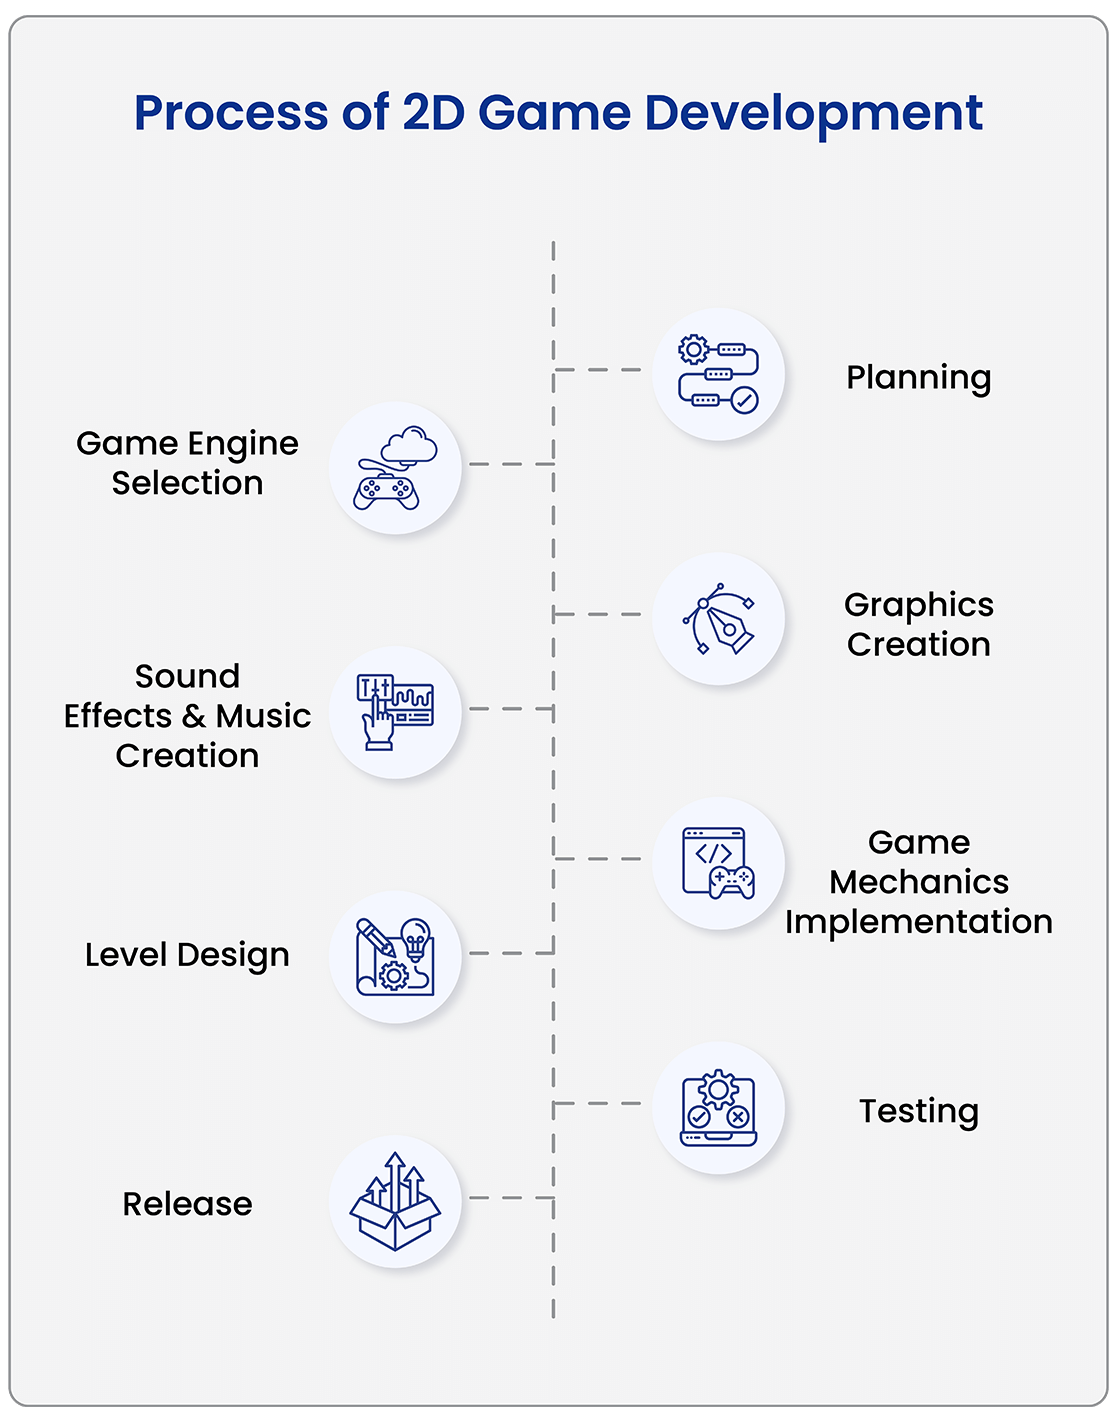 Process of 2D Game Development
Planning
Game Engine
Selection
Graphics
Creation
Sound
Effects & Music
Creation
Game
Mechanics
Implementation
Level Design
Testing
Release